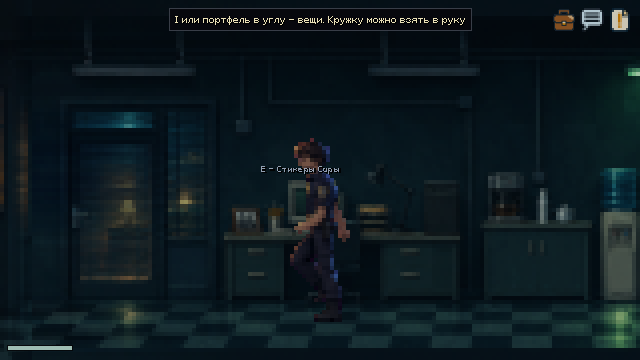 I или портфель в углу – вещи. Кружку можно взять в руку
E – Стикеры Соры